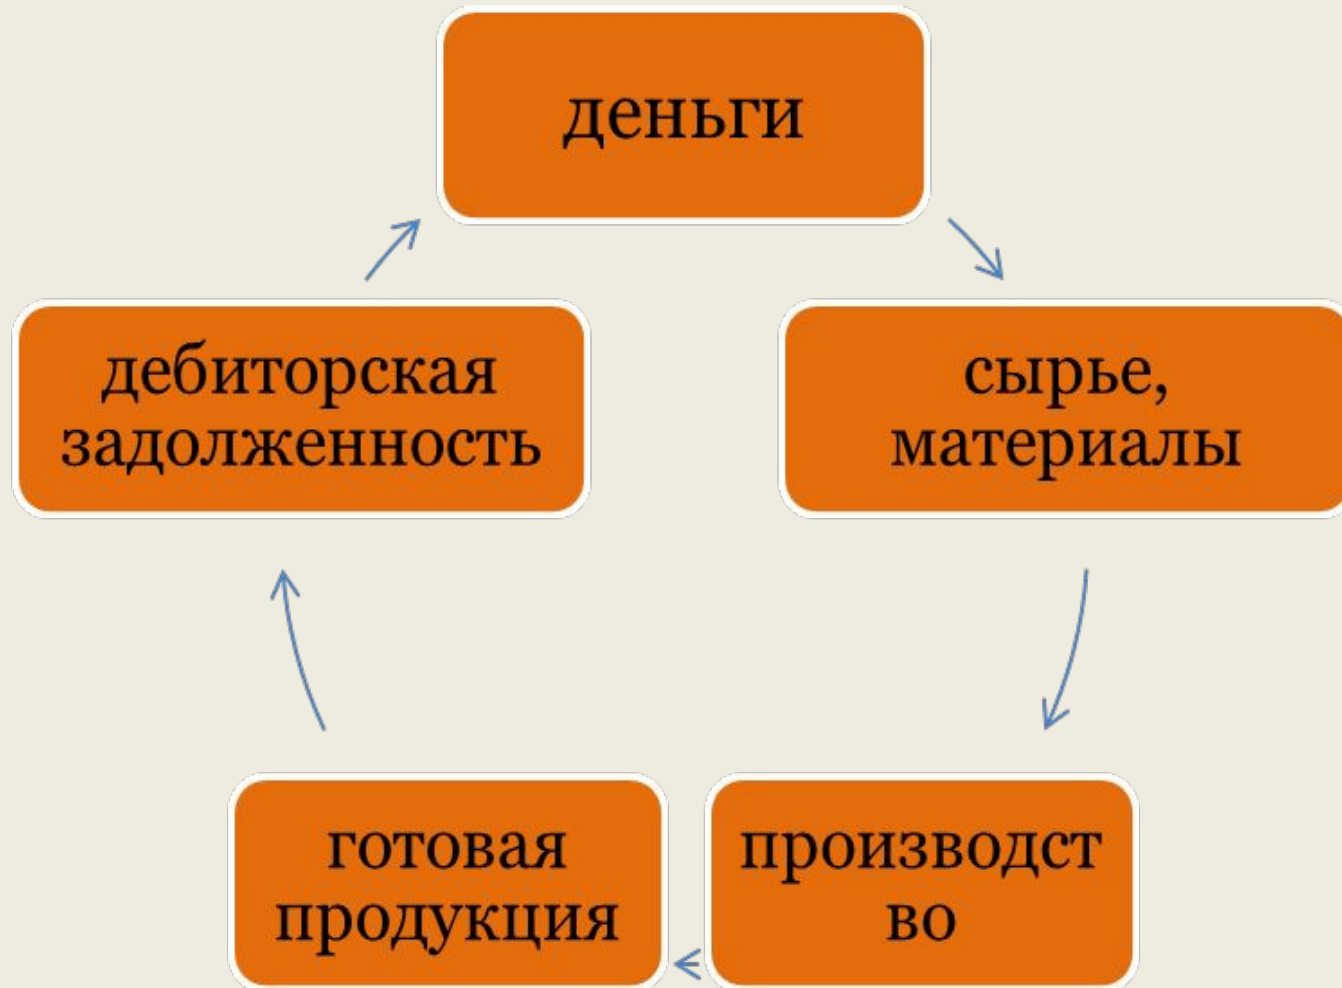 деньги
сырье,
материалы
производст
во
готовая
продукция
дебиторская
задолженность